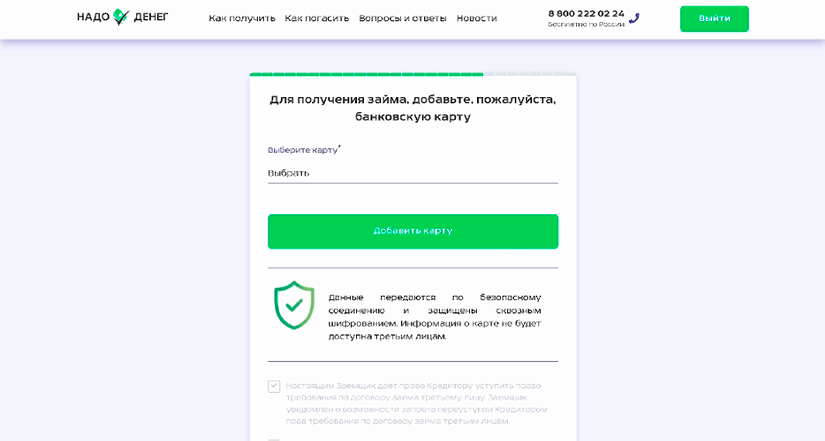 НАДО ДЕНЕГ
Как получить Как погасить Вопросы и ответы Новости
8 800 222 02 24
Бесплатно по России
Выйти
Для получения займа, добавьте, пожалуйста,
банковскую карту
Выберите карту*
Выбрать
Добавить карту
Данные передаются по безопасному
соединению и защищены сквозным
шифрованием. Информация о карте не будет
доступна третьим лицам.
Настоящим Заемщик дает право Кредитору уступить право
требования по договору займа третьему лицу. Заемщик
уведомлен о возможности запрета переуступки Кредитором
прав требования по договору займа третьим лицам.